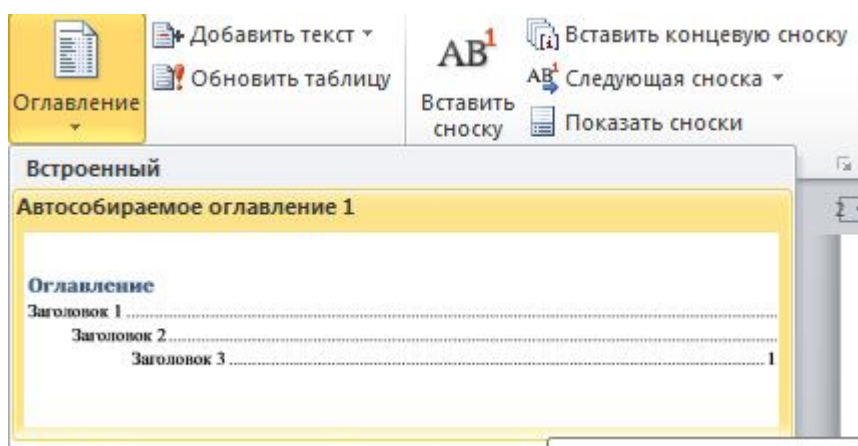 Добавить текст
Обновить таблицу
Оглавление
AB1
Вставить сноску
Вставить концевую сноску
AB1 Следующая сноска
Показать сноски
Встроенный
Автособираемое оглавление 1
Оглавление
Заголовок 1
Заголовок 2
Заголовок 3 1
2